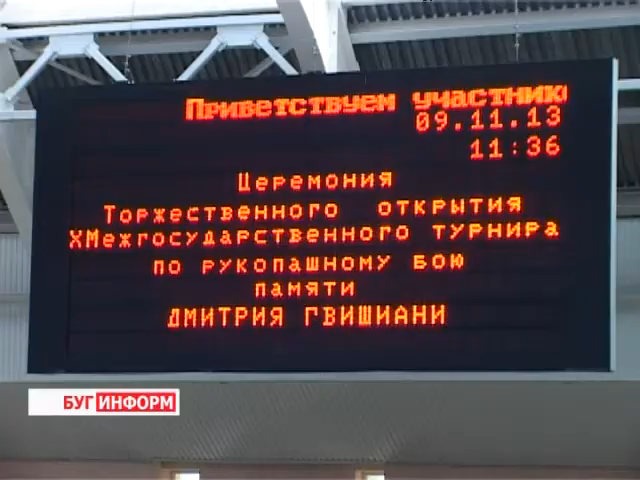 Приветствуем участник
09.11.13
11:36
Церемония
Торжественного открытия
XМежгосударственного турнира
по рукопашному бою
памяти
ДМИТРИЯ ГВИШИАНИ
БУГИНФОРМ